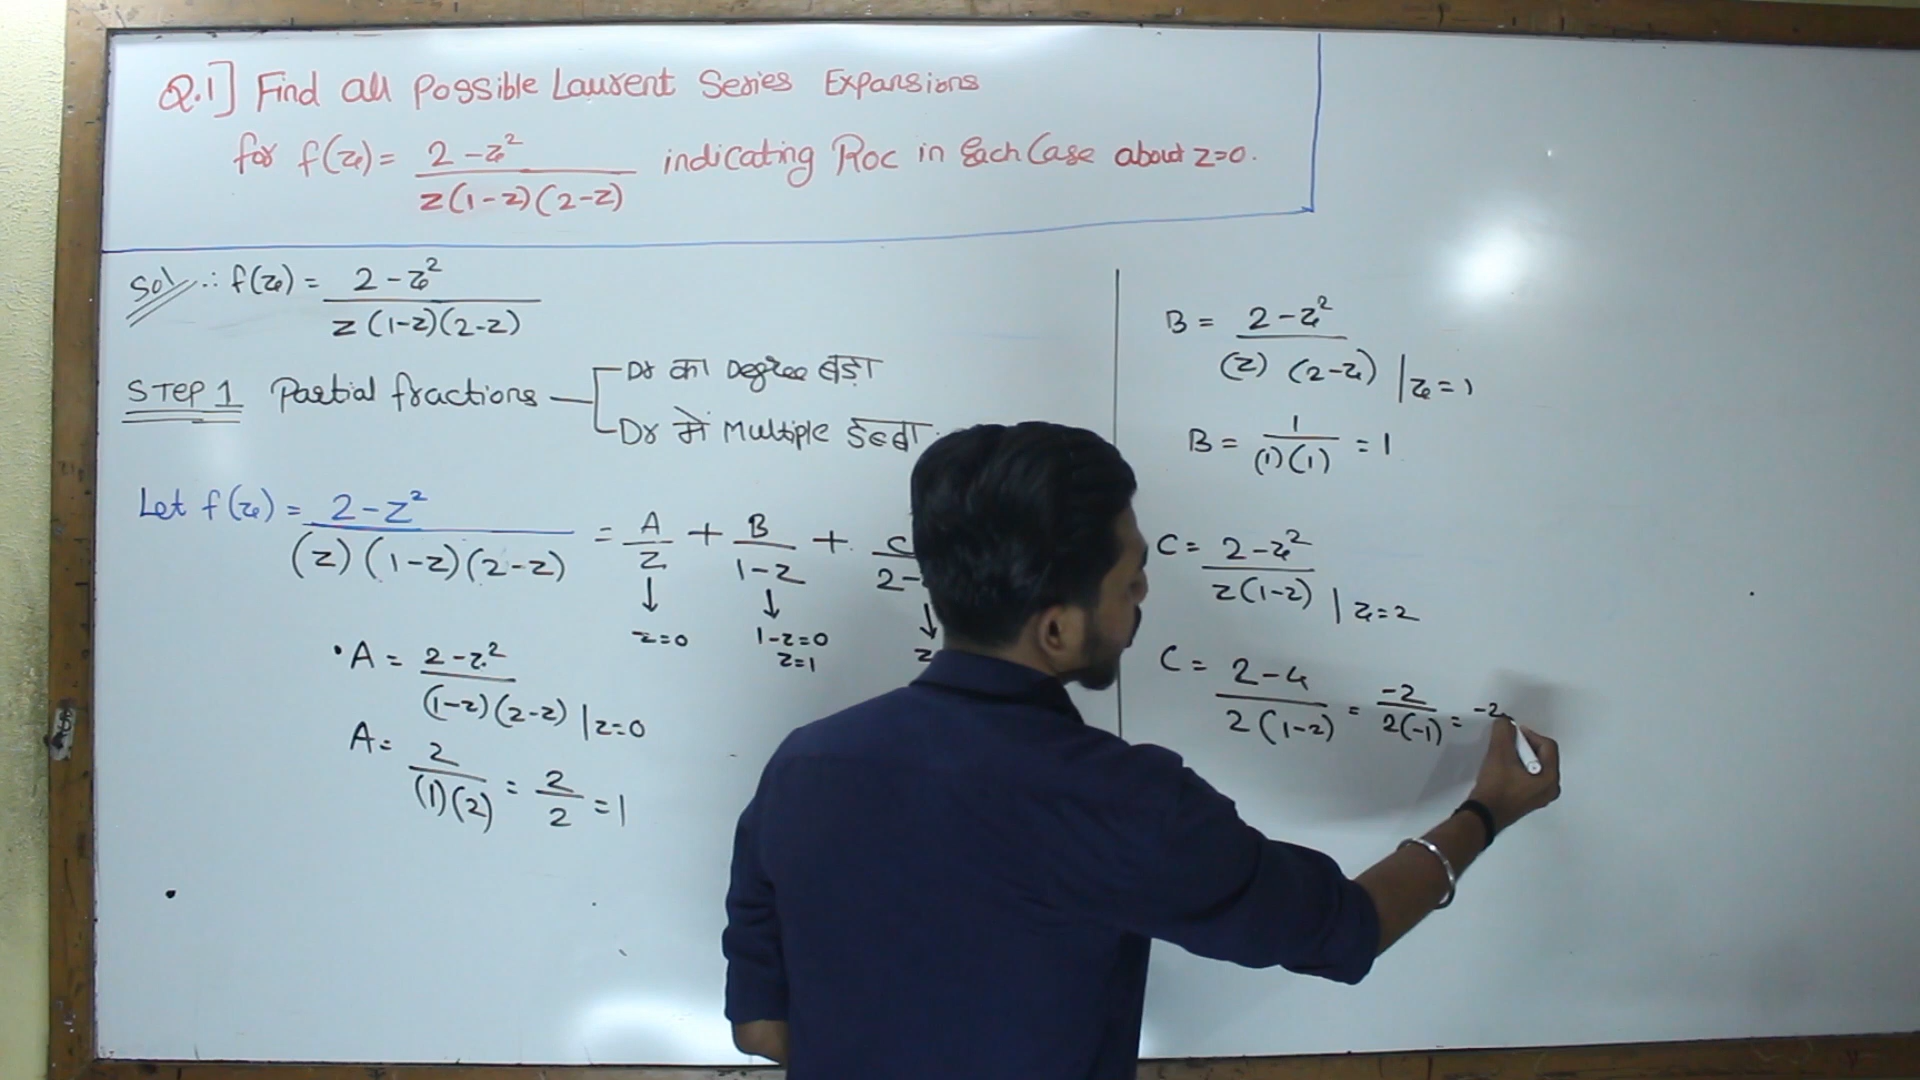 Q.1] Find all possible Laurent Series Expansions
for f(z) = 2-z² / z(1-z)(2-z) indicating Roc in Each Case about z=0.
Sol ∴ f(z) = 2-z² / z(1-z)(2-z)
STEP 1 Partial fractions
Dr का Degree बड़ा
Dr में Multiple
Let f(z) = 2-z² / (z)(1-z)(2-z) = A/z + B/1-z + C/2-
z=0
1-z=0
z=1
z
•A = 2-z² / (1-z)(2-z) | z=0
A = 2 / (1)(2) = 2/2 = 1
B = 2-z² / (z)(2-z) | z=1
B = 1 / (1)(1) = 1
C = 2-z² / z(1-z) | z=2
C = 2-4 / 2(1-2) = -2 / 2(-1) = -2